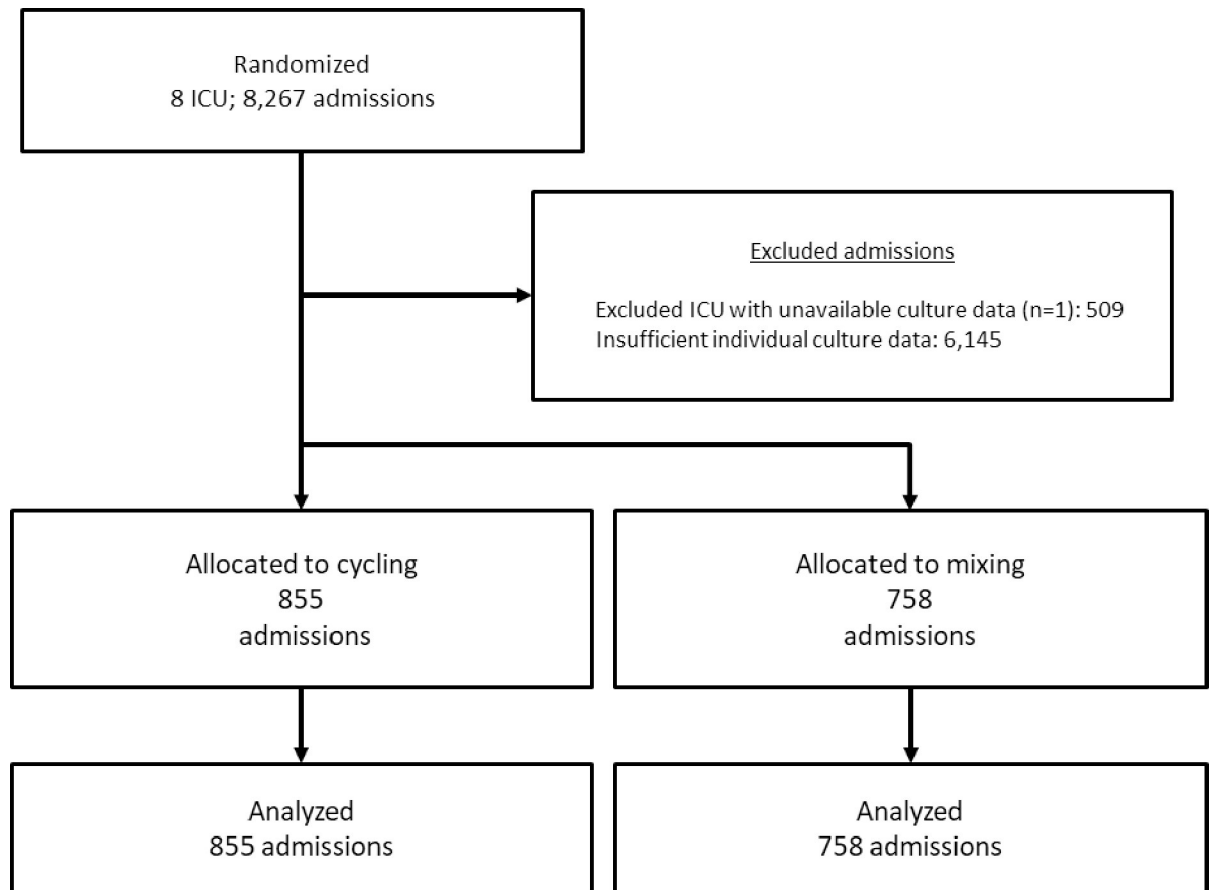 Randomized
8 ICU; 8,267 admissions
Excluded admissions
Excluded ICU with unavailable culture data (n=1): 509
Insufficient individual culture data: 6,145
Allocated to cycling
855
admissions
Allocated to mixing
758
admissions
Analyzed
855 admissions
Analyzed
758 admissions